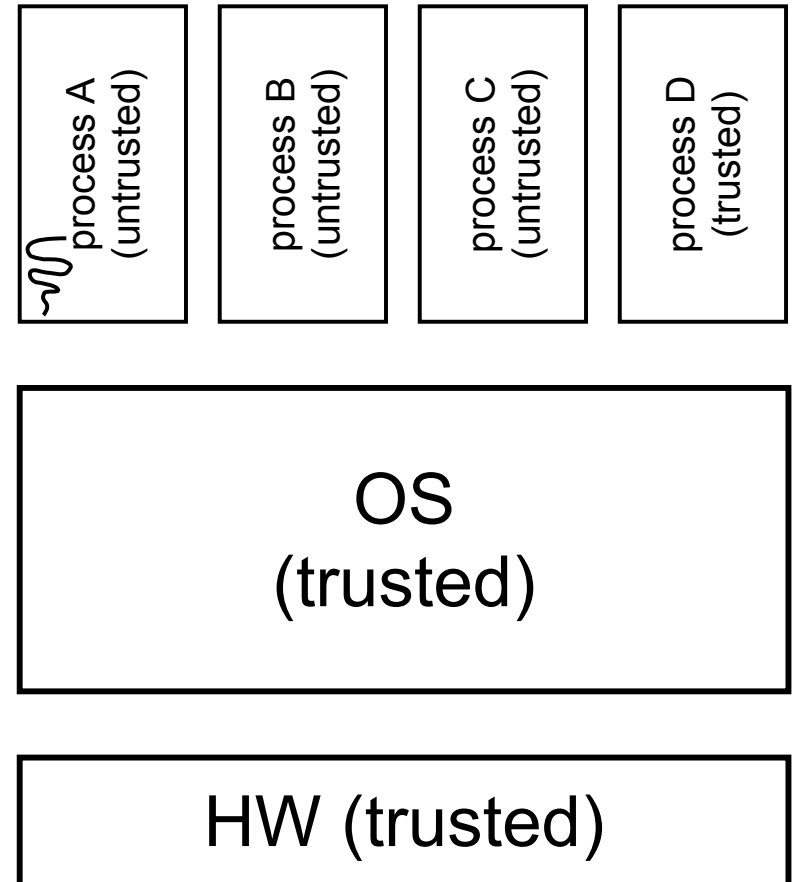 process A
(untrusted)
process B
(untrusted)
process C
(untrusted)
process D
(trusted)
OS
(trusted)
HW (trusted)